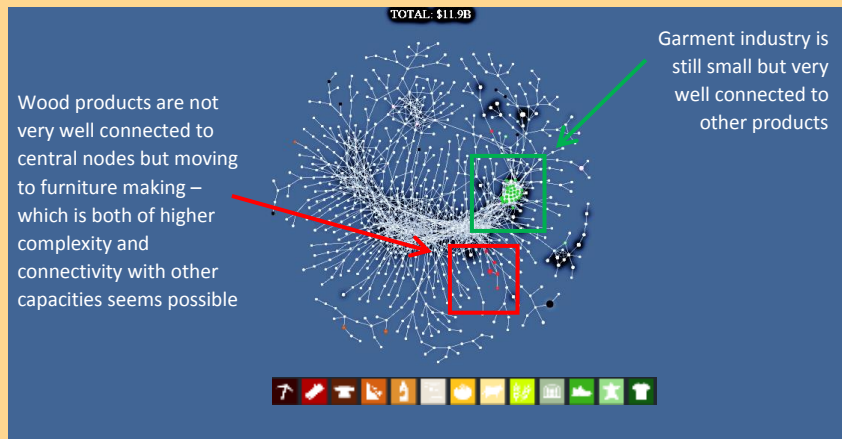 TOTAL: $11.9B
Wood products are not
very well connected to
central nodes but moving
to furniture making –
which is both of higher
complexity and
connectivity with other
capacities seems possible
Garment industry is
still small but very
well connected to
other products